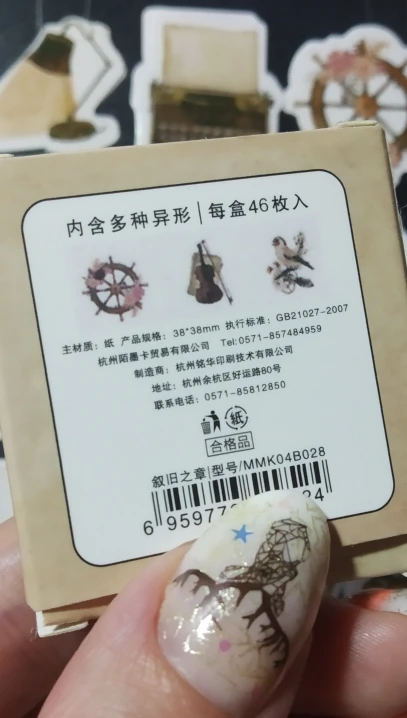 内含多种异形|每盒46枚入
主材质：纸 产品规格：38*38mm 执行标准：GB21027-2007
杭州陌墨卡贸易有限公司 Tel:0571-857484959
制造商：杭州铭华印刷技术有限公司
地址：杭州余杭区好运路80号
联系电话：0571-85812850
紙
合格品
叙旧之章|型号/MMK04B028
6 95977 24